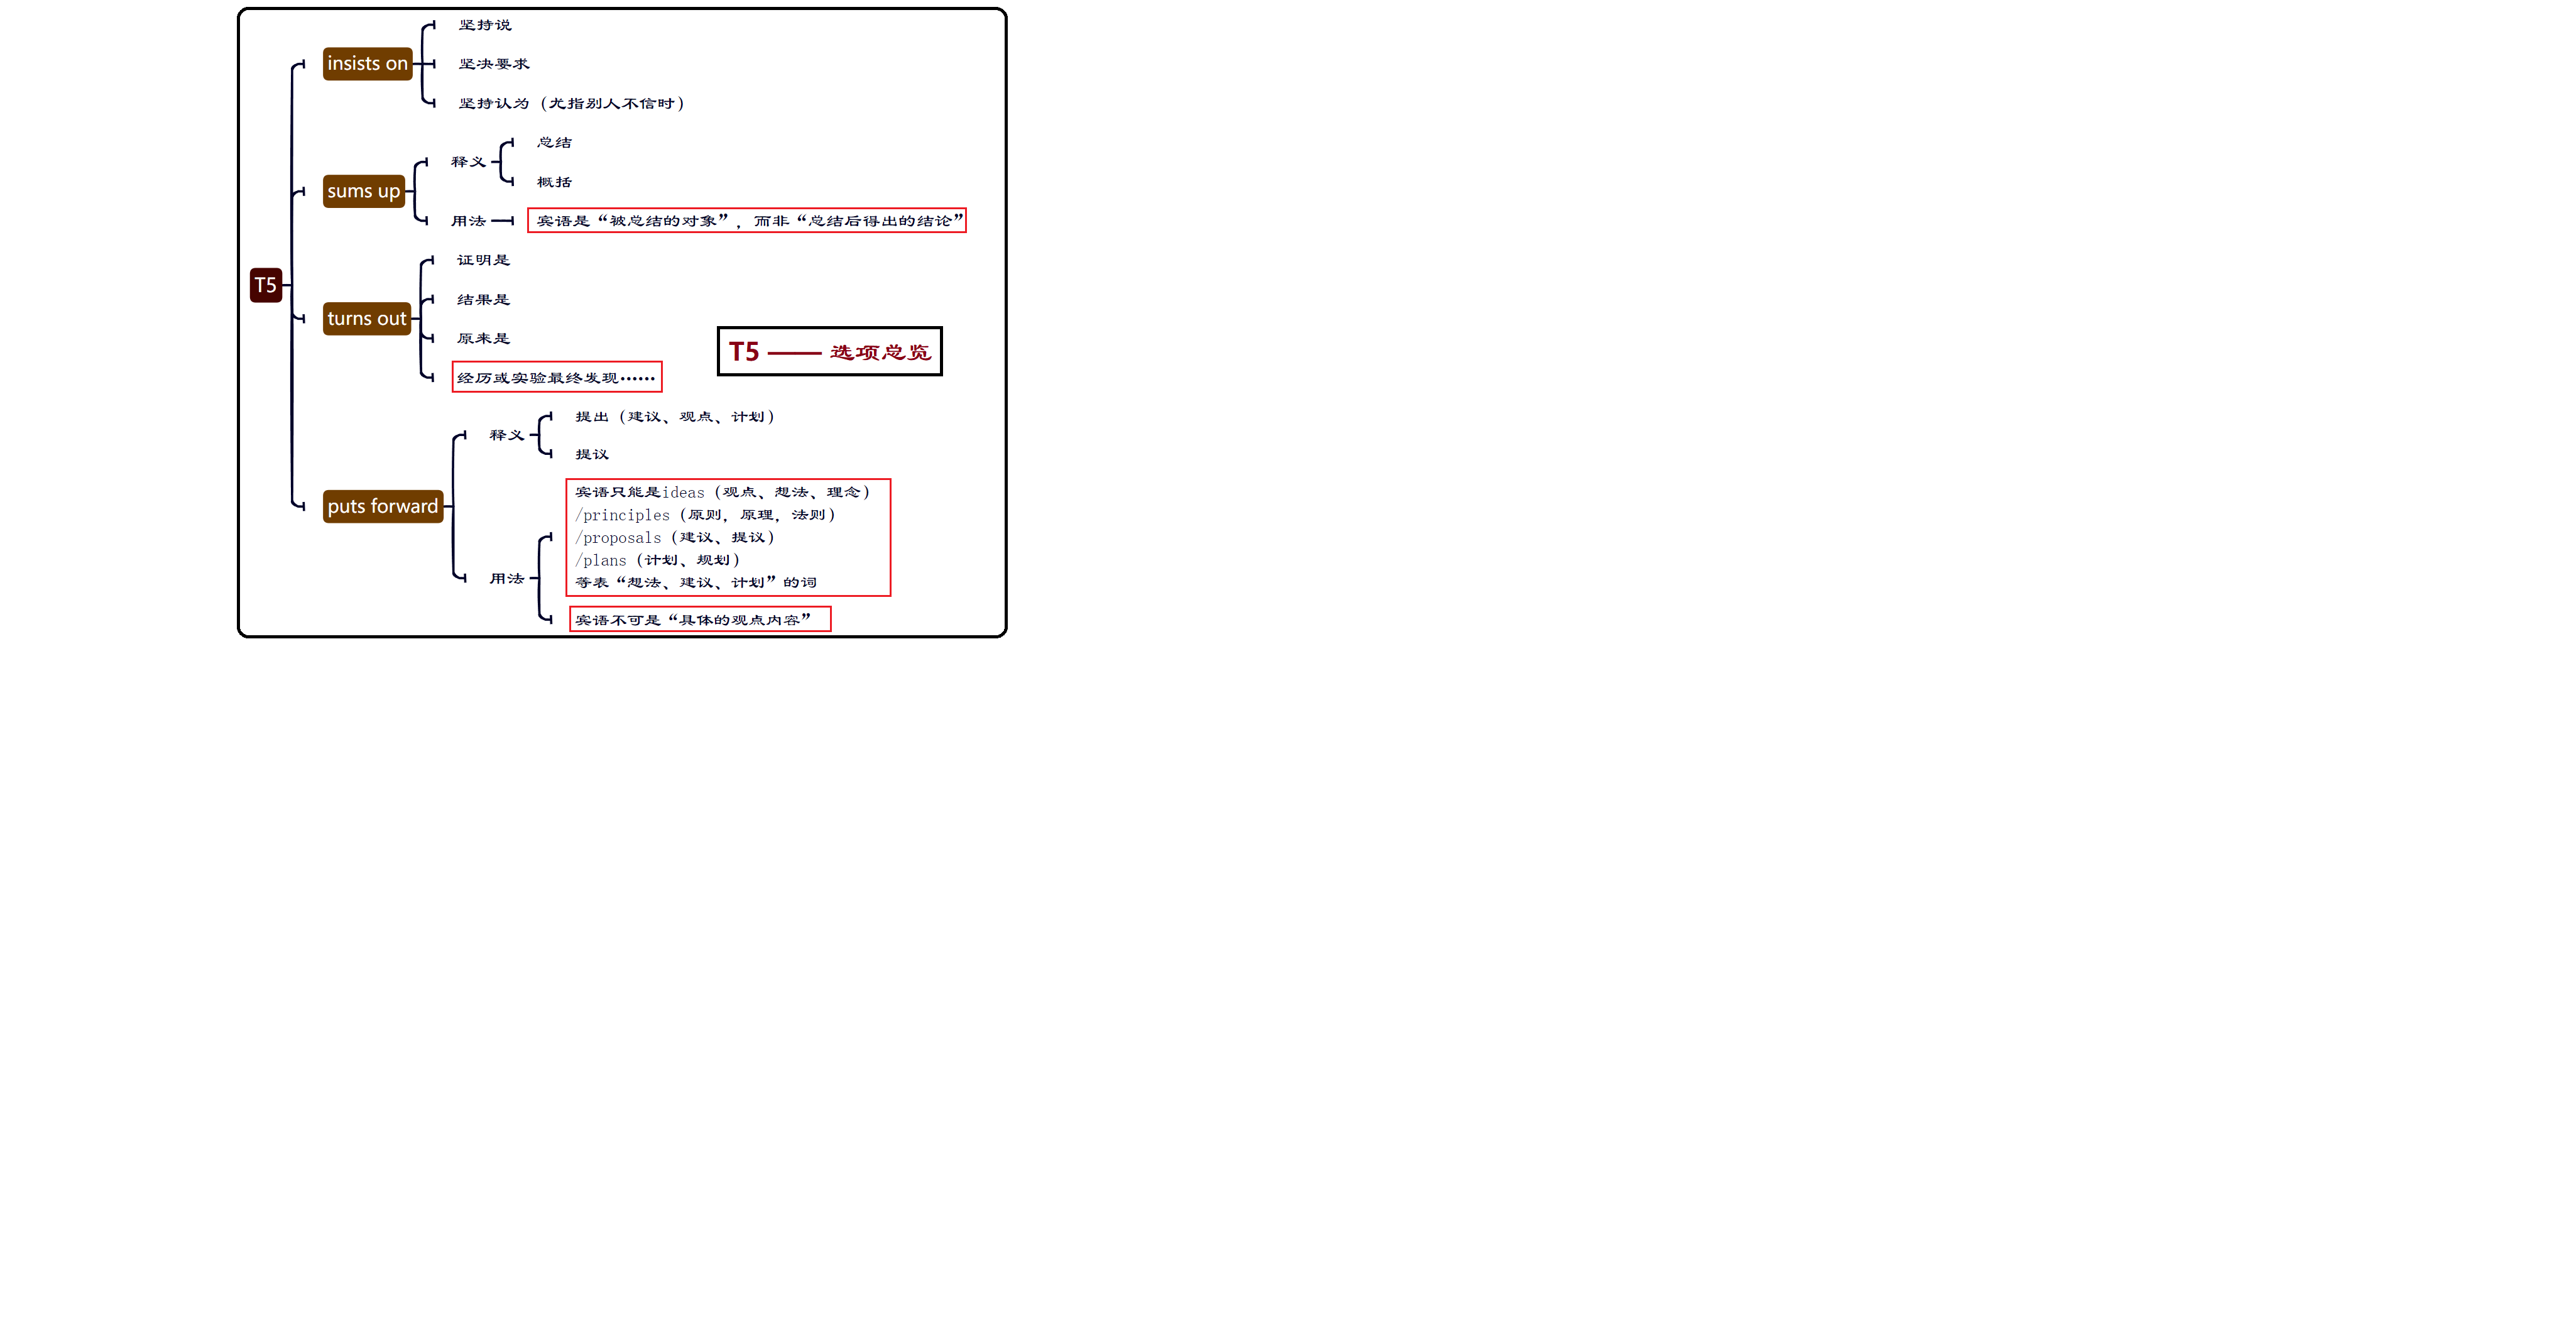 T5
insists on
坚持说
坚决要求
坚持认为（尤指别人不信时）
sums up
释义
总结
概括
用法
宾语是“被总结的对象”，而非“总结后得出的结论”
turns out
证明是
结果是
原来是
经历或实验最终发现……
T5 —— 选项总览
puts forward
释义
提出（建议、观点、计划）
提议
用法
宾语只能是ideas（观点、想法、理念）
/principles（原则，原理，法则）
/proposals（建议、提议）
/plans（计划、规划）
等表“想法、建议、计划”的词
宾语不可是“具体的观点内容”